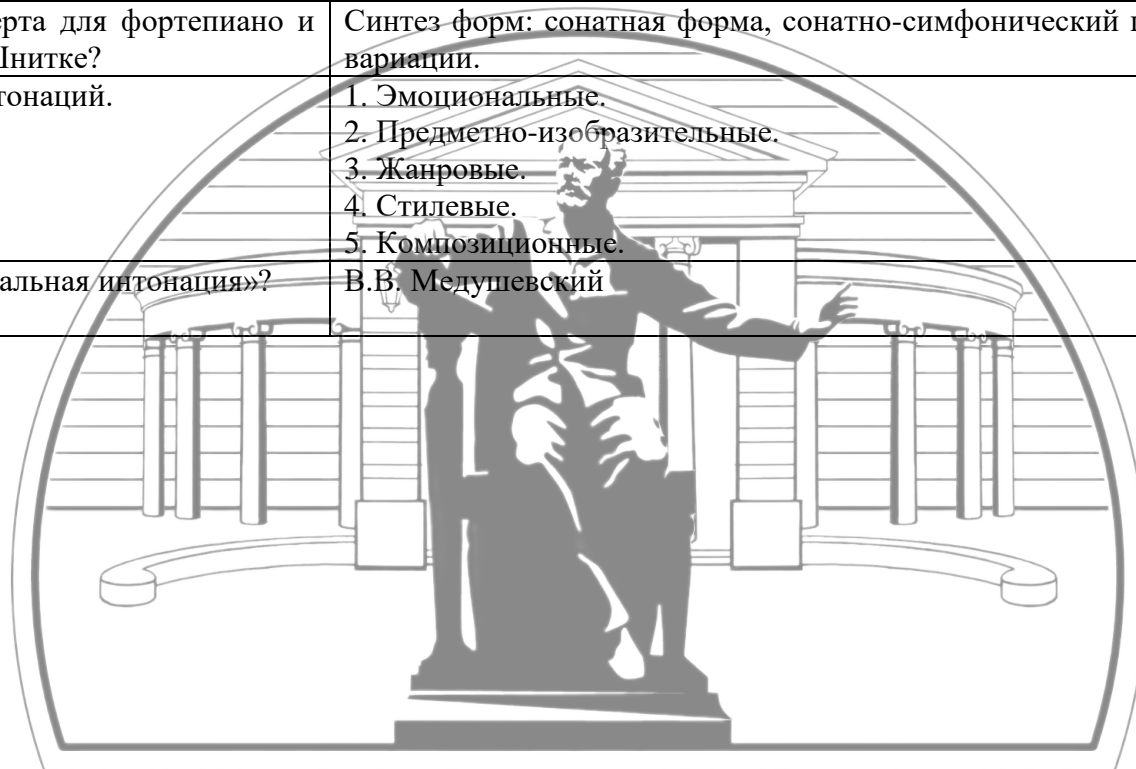 ерта для фортепиано и
Шнитке?
Синтез форм: сонатная форма, сонатно-симфонический
вариации.
тонаций.
1. Эмоциональные.
2. Предметно-изобразительные.
3. Жанровые.
4. Стилевые.
5. Композиционные.
альная интонация»?
В.В. Медушевский